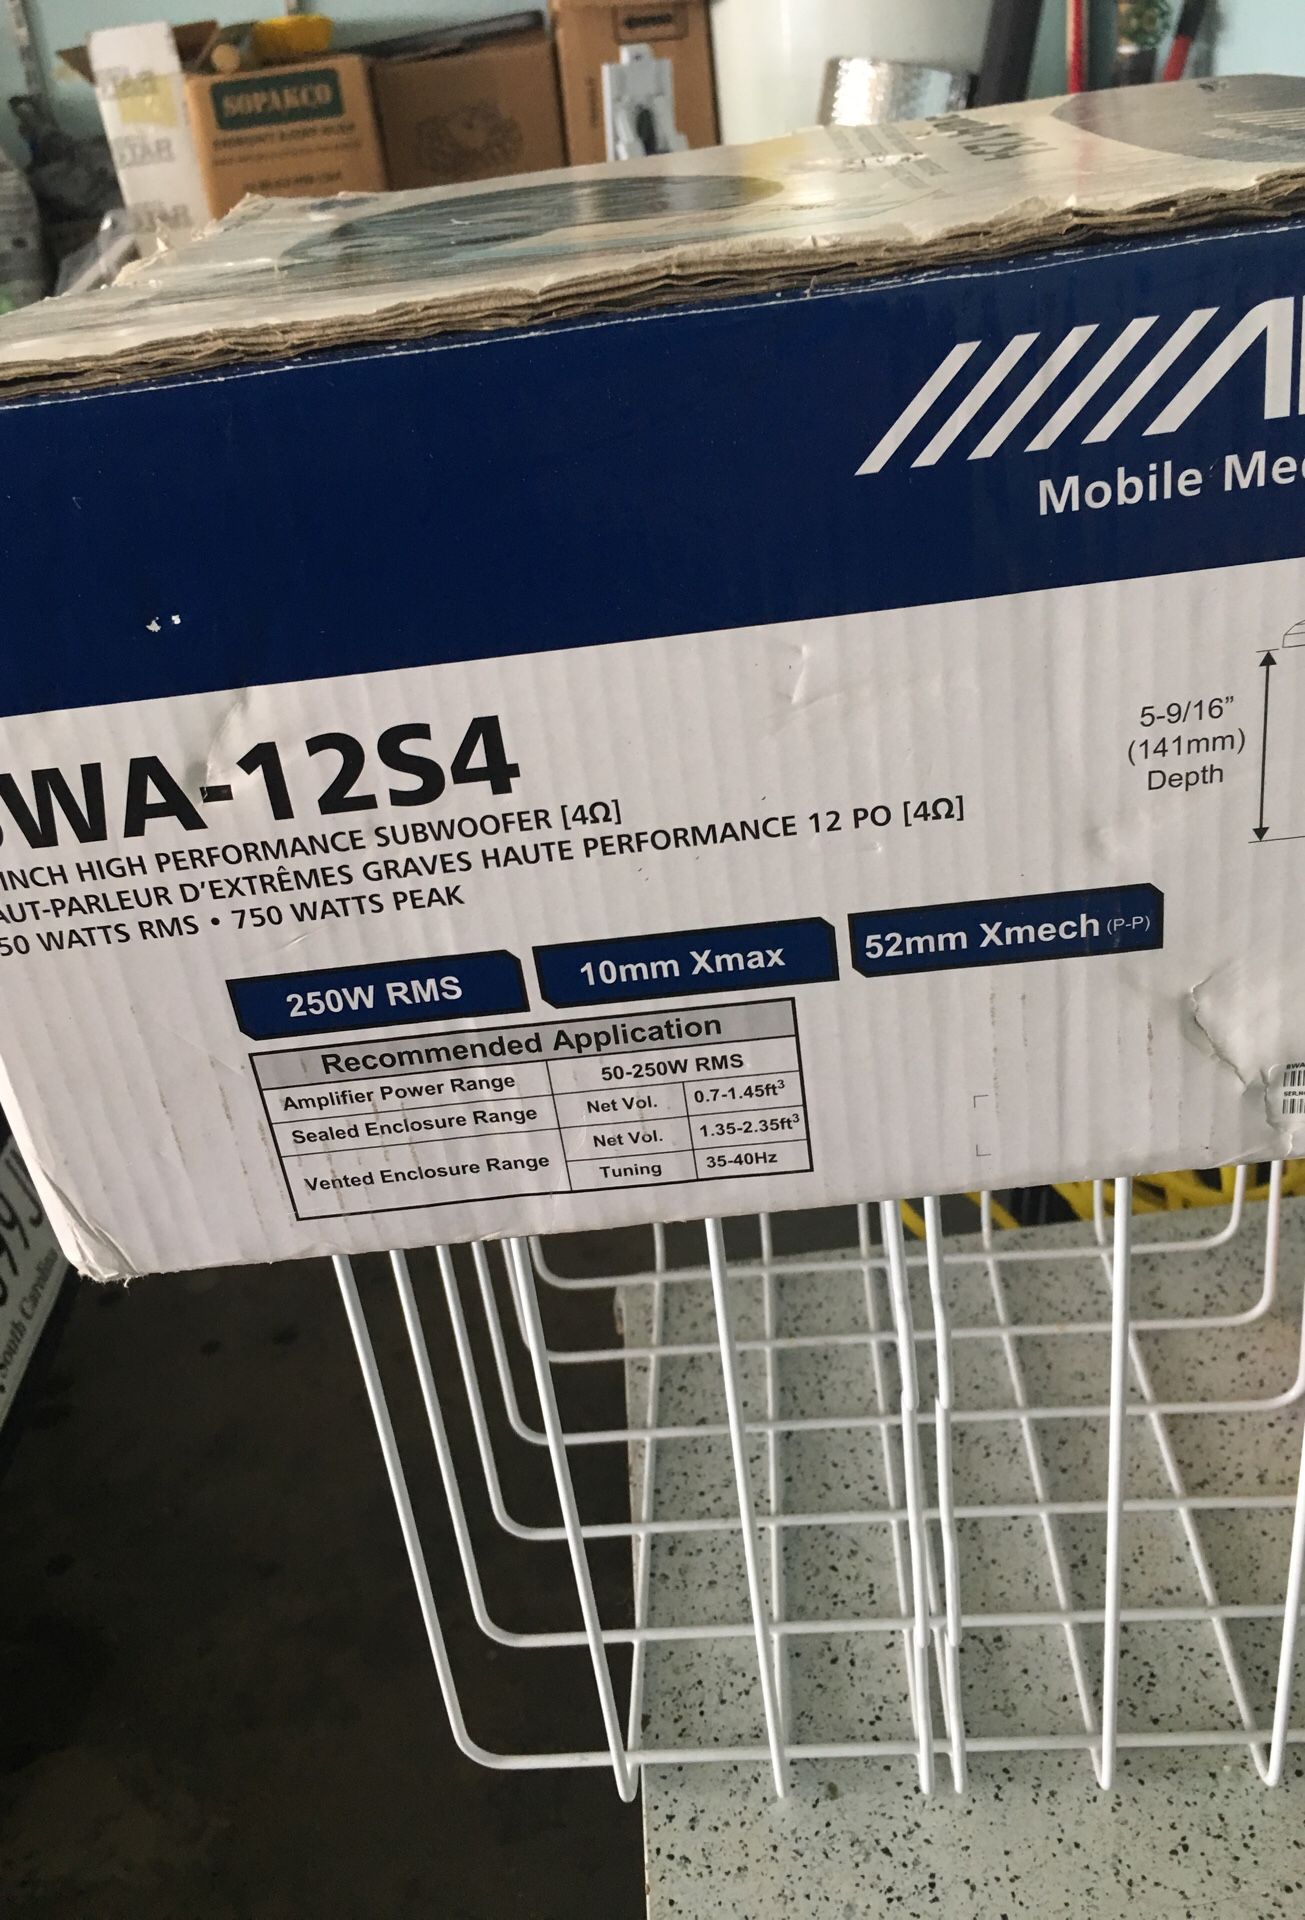 SOPAKCO
Mobile
WA-12S4
INCH HIGH PERFORMANCE SUBWOOFER [4Ω]
AUT-PARLEUR D'EXTRÊMES GRAVES HAUTE PERFORMANCE 12 PO [4Ω]
50 WATTS RMS • 750 WATTS PEAK
5-9/16"
(141mm)
Depth
250W RMS
10mm Xmax
52mm Xmech (P-P)
Recommended Application
Amplifier Power Range 50-250W RMS
Sealed Enclosure Range Net Vol. 0.7-1.45ft³
Vented Enclosure Range Net Vol. 1.35-2.35ft³
Tuning 35-40Hz
South Carolina